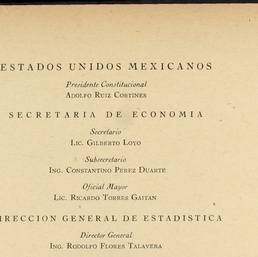 ESTADOS UNIDOS MEXICANOS
Presidente Constitucional
ADOLFO RUIZ CORTINES
SECRETARIA DE ECONOMIA
Secretario
LIC. GILBERTO LOYO
Subsecretario
ING. CONSTANTINO PEREZ DUARTE
Oficial Mayor
LIC. RICARDO TORRES GAITAN
DIRECCION GENERAL DE ESTADISTICA
Director General
ING. RODOLFO FLORES TALAVERA